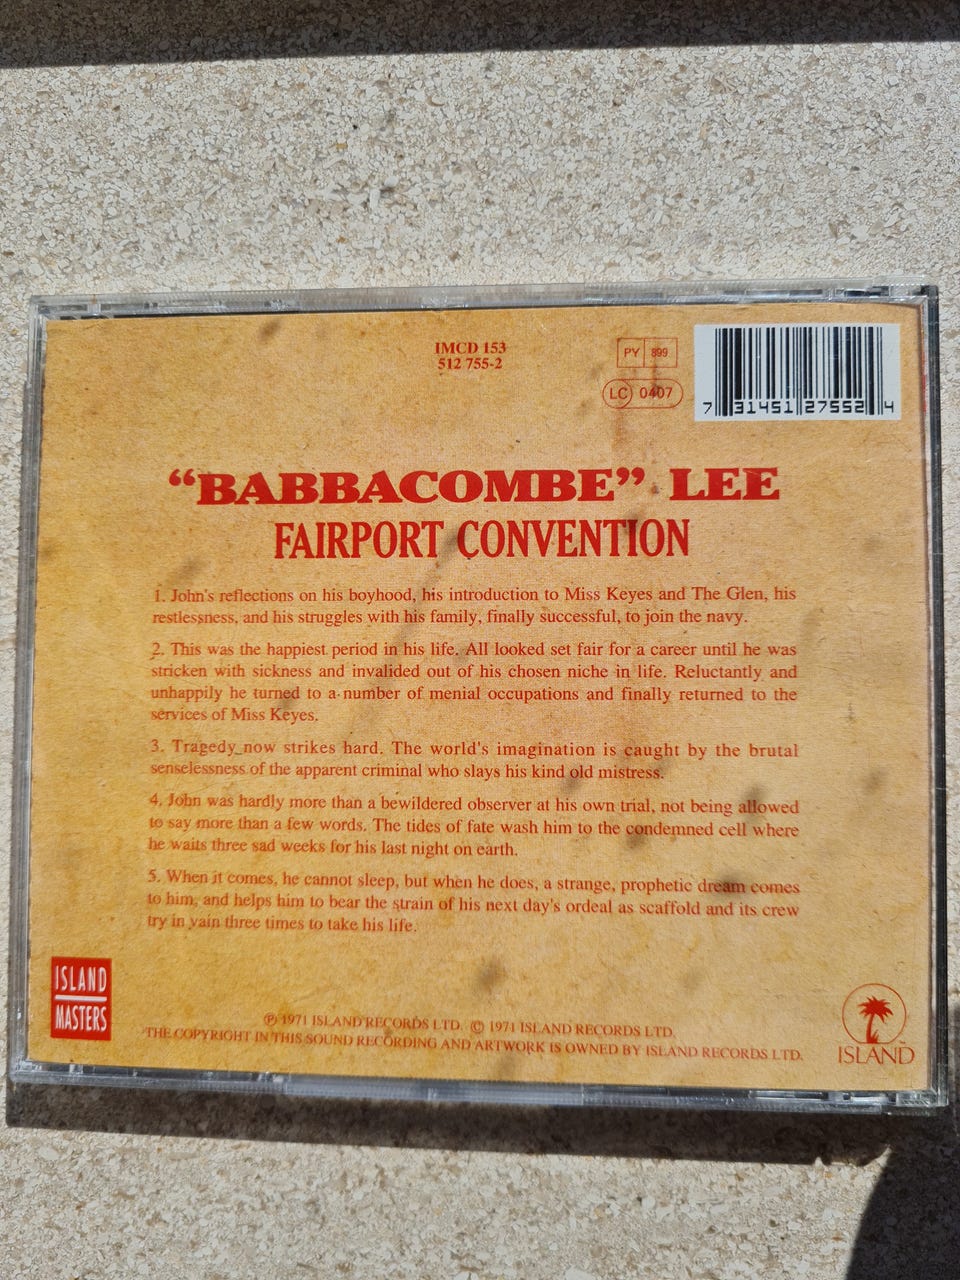 IMCD 153
512 755-2
PY 899
LC 0407
7 31451 27552 4
“BABBACOMBE” LEE
FAIRPORT CONVENTION
1. John's reflections on his boyhood, his introduction to Miss Keyes and The Glen, his
restlessness, and his struggles with his family, finally successful, to join the navy.
2. This was the happiest period in his life. All looked set fair for a career until he was
stricken with sickness and invalided out of his chosen niche in life. Reluctantly and
unhappily he turned to a number of menial occupations and finally returned to the
services of Miss Keyes.
3. Tragedy now strikes hard. The world's imagination is caught by the brutal
senselessness of the apparent criminal who slays his kind old mistress.
4. John was hardly more than a bewildered observer at his own trial, not being allowed
to say more than a few words. The tides of fate wash him to the condemned cell where
he waits three sad weeks for his last night on earth.
5. When it comes, he cannot sleep, but when he does, a strange, prophetic dream comes
to him, and helps him to bear the strain of his next day's ordeal as scaffold and its crew
try in vain three times to take his life.
ISLAND
MASTERS
℗ 1971 ISLAND RECORDS LTD. © 1971 ISLAND RECORDS LTD.
THE COPYRIGHT IN THIS SOUND RECORDING AND ARTWORK IS OWNED BY ISLAND RECORDS LTD.
ISLAND